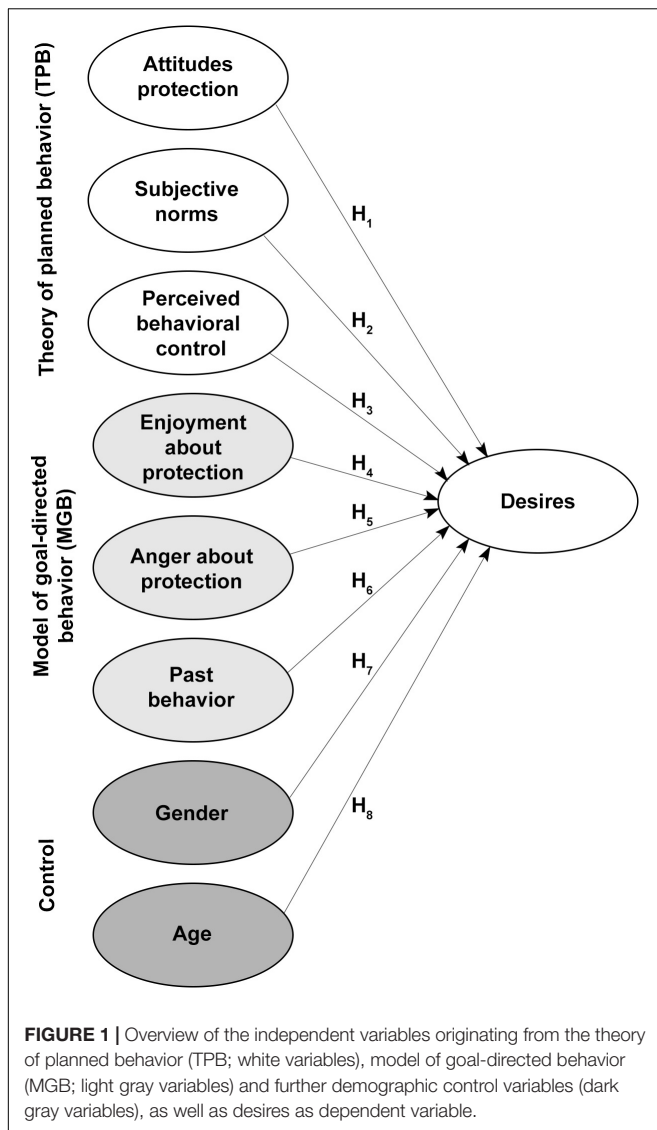 Theory of planned behavior (TPB)
Attitudes
protection
Subjective
norms
Perceived
behavioral
control
Model of goal-directed
behavior (MGB)
Enjoyment
about
protection
Anger about
protection
Past
behavior
Control
Gender
Age
H₁
H₂
H₃
H₄
H₅
H₆
H₇
H₈
Desires
FIGURE 1 | Overview of the independent variables originating from the theory
of planned behavior (TPB; white variables), model of goal-directed behavior
(MGB; light gray variables) and further demographic control variables (dark
gray variables), as well as desires as dependent variable.